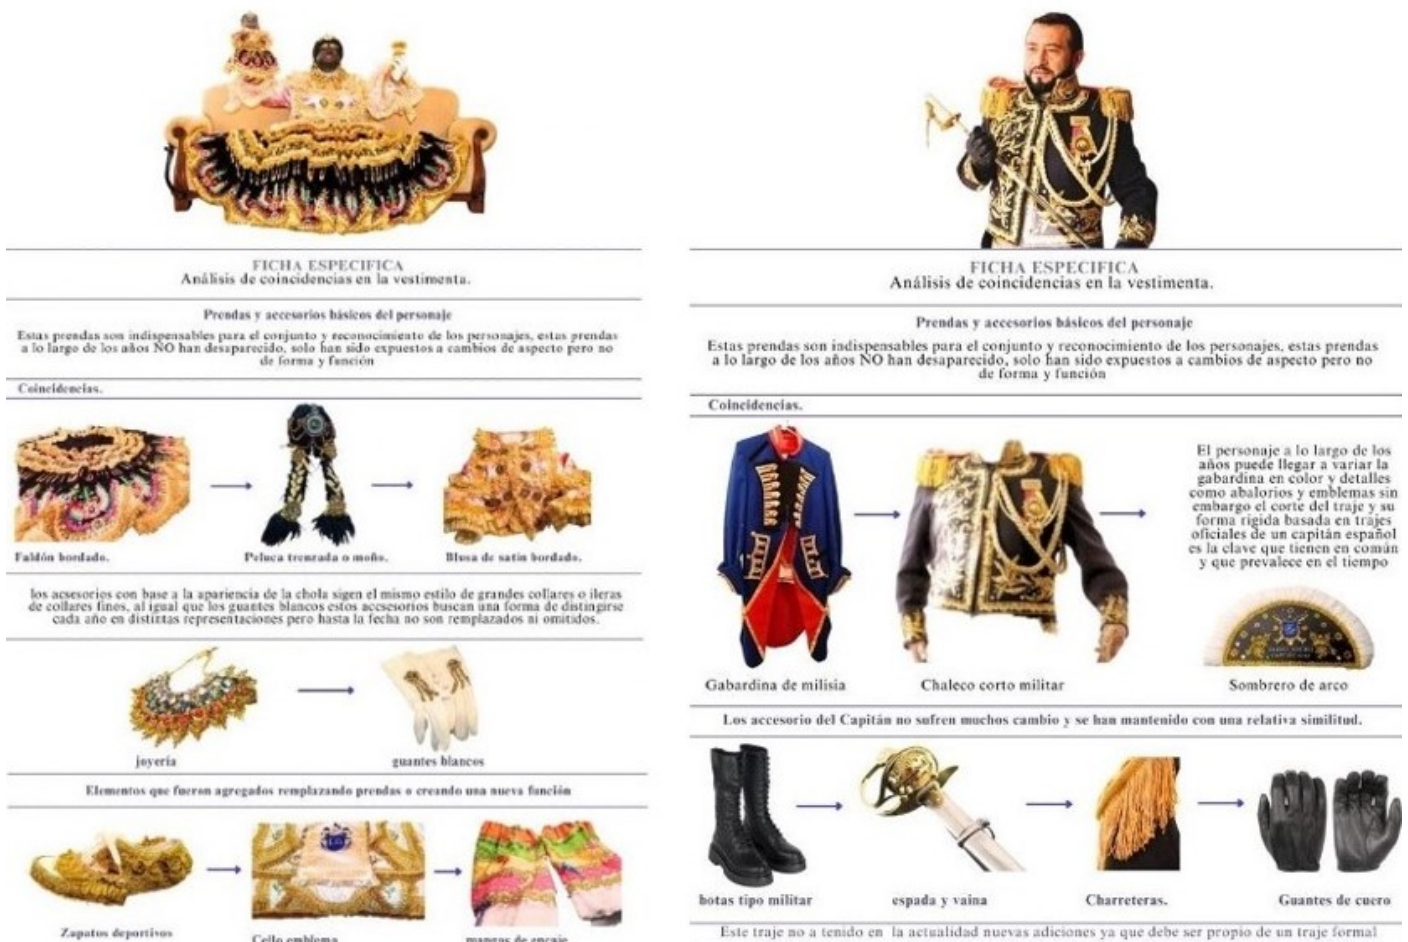 FICHA ESPECIFICA
Análisis de coincidencias en la vestimenta.
Prendas y accesorios básicos del personaje
Estas prendas son indispensables para el conjunto y reconocimiento de los personajes, estas prendas
a lo largo de los años NO han desaparecido, solo han sido expuestos a cambios de aspecto pero no
de forma y función
Coincidencias.
Faldón bordado.
Peluca trenzada o moño.
Blusa de satín bordado.
los acsesorios con base a la apariencia de la chola sigen el mismo estilo de grandes collares o ileras
de collares finos, al igual que los guantes blancos estos accsesorios buscan una forma de distingirse
cada año en distintas representaciones pero hasta la fecha no son remplazados ni omitidos.
joyería
guantes blancos
Elementos que fueron agregados remplazando prendas o creando una nueva función
Zapatos deportivos
Cello emblema
mangas de encaje
FICHA ESPECIFICA
Análisis de coincidencias en la vestimenta.
Prendas y accesorios básicos del personaje
Estas prendas son indispensables para el conjunto y reconocimiento de los personajes, estas prendas
a lo largo de los años NO han desaparecido, solo han sido expuestos a cambios de aspecto pero no
de forma y función
Coincidencias.
El personaje a lo largo de los
años puede llegar a variar la
gabardina en color y detalles
como abalorios y emblemas sin
embargo el corte del traje y su
forma rígida basada en trajes
oficiales de un capitán español
es la clave que tienen en común
y que prevalece en el tiempo
Gabardina de milisia
Chaleco corto militar
Sombrero de arco
Los accesorio del Capitán no sufren muchos cambio y se han mantenido con una relativa similitud.
botas tipo militar
espada y vaina
Charreteras.
Guantes de cuero
Este traje no a tenido en la actualidad nuevas adiciones ya que debe ser propio de un traje formal